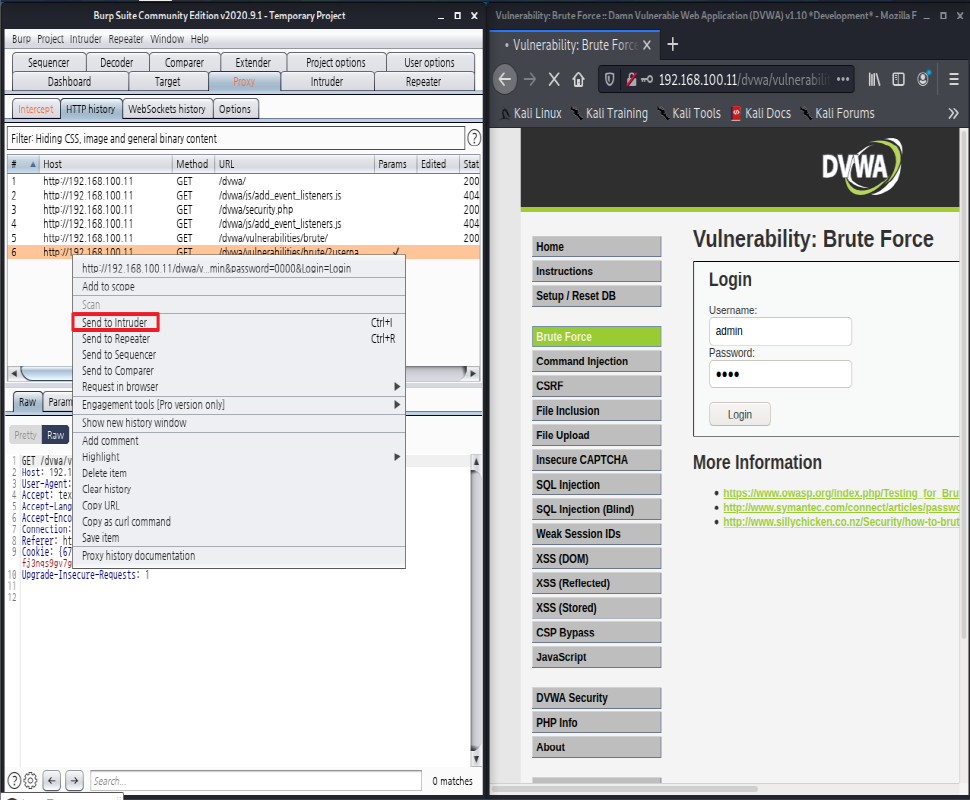 Burp Suite Community Edition v2020.9.1 - Temporary Project
Burp Project Intruder Repeater Window Help
Sequencer Decoder Comparer Extender Project options User options
Dashboard Target Proxy Intruder Repeater
Intercept HTTP history WebSockets history Options
Filter: Hiding CSS, image and general binary content ?
# Host Method URL Params Edited Stat
1 http://192.168.100.11 GET /dvwa/ 200
2 http://192.168.100.11 GET /dvwa/js/add_event_listeners.js 404
3 http://192.168.100.11 GET /dvwa/security.php 200
4 http://192.168.100.11 GET /dvwa/js/add_event_listeners.js 404
5 http://192.168.100.11 GET /dvwa/vulnerabilities/brute/ 200
6 http://192.168.100.11 GET /dvwa/vulnerabilities/brute/?userna... ✓
http://192.168.100.11/dvwa/v...min&password=0000&Login=Login
Add to scope
Scan
Send to Intruder Ctrl+I
Send to Repeater Ctrl+R
Send to Sequencer
Send to Comparer
Request in browser
Engagement tools [Pro version only]
Show new history window
Add comment
Highlight
Delete item
Clear history
Copy URL
Copy as curl command
Save item
Proxy history documentation
Raw Param
Pretty Raw
1 GET /dvwa/v
2 Host: 192.1
3 User-Agent:
4 Accept: tex
5 Accept-Lang
6 Accept-Enco
7 Connection:
8 Referer: ht
9 Cookie: {67
10 Upgrade-Insecure-Requests: 1
11
12
? Search... 0 matches
Vulnerability: Brute Force :: Damn Vulnerable Web Application (DVWA) v1.10 *Development* - Mozilla F
• Vulnerability: Brute Forc
192.168.100.11/dvwa/vulnerabili
Kali Linux Kali Training Kali Tools Kali Docs Kali Forums
DVWA
Home
Instructions
Setup / Reset DB
Brute Force
Command Injection
CSRF
File Inclusion
File Upload
Insecure CAPTCHA
SQL Injection
SQL Injection (Blind)
Weak Session IDs
XSS (DOM)
XSS (Reflected)
XSS (Stored)
CSP Bypass
JavaScript
DVWA Security
PHP Info
About
Vulnerability: Brute Force
Login
Username:
admin
Password:
••••
Login
More Information
• https://www.owasp.org/index.php/Testing_for_Bru
• http://www.symantec.com/connect/articles/passwo
• http://www.sillychicken.co.nz/Security/how-to-brut